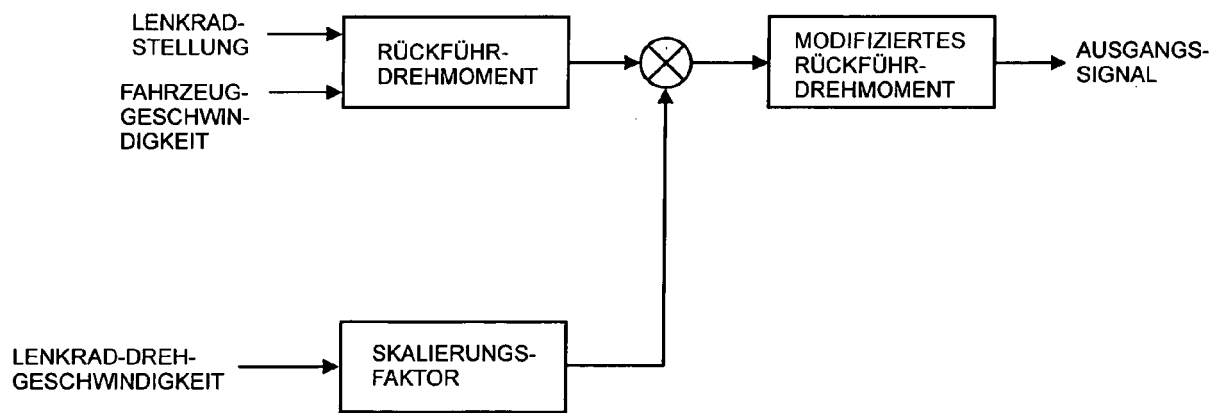 LENKRAD-
STELLUNG
FAHRZEUG-
GESCHWIN-
DIGKEIT
RÜCKFÜHR-
DREHMOMENT
MODIFIZIERTES
RÜCKFÜHR-
DREHMOMENT
AUSGANGS-
SIGNAL
LENKRAD-DREH-
GESCHWINDIGKEIT
SKALIERUNGS-
FAKTOR